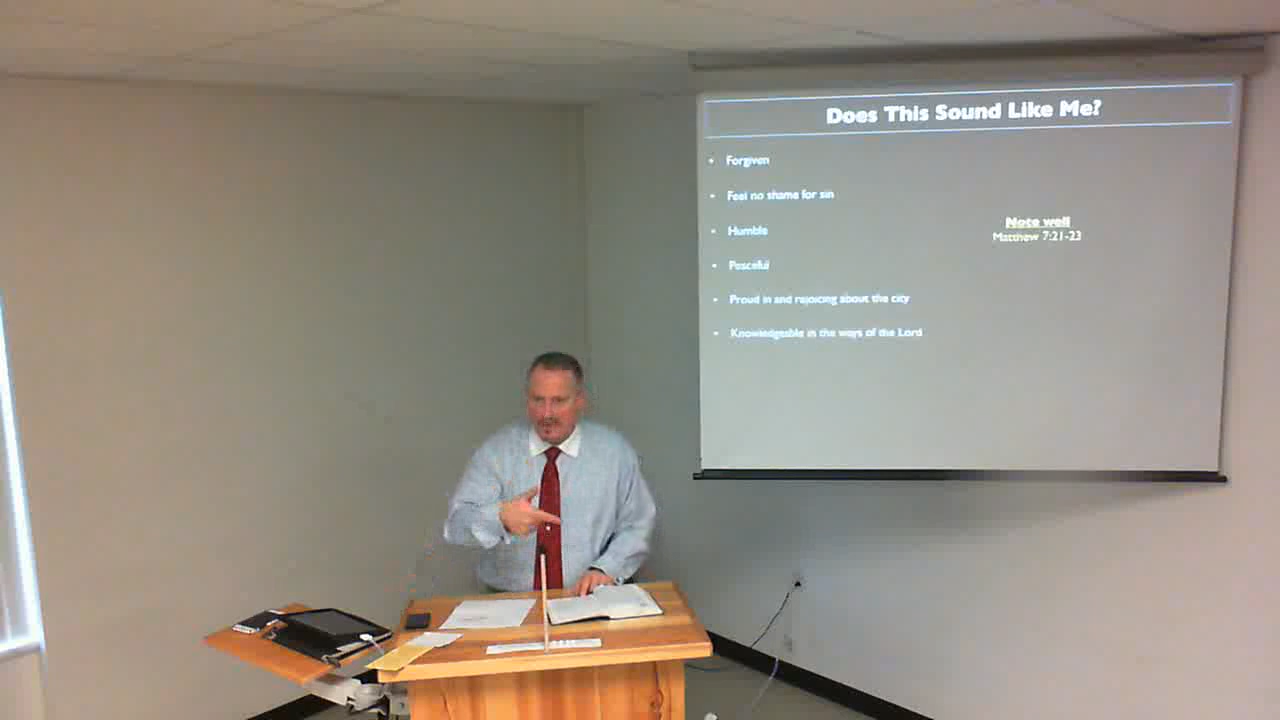 Does This Sound Like Me?
• Forgiven
• Feel no shame for sin
• Humble
• Peaceful
• Proud in and rejoicing about the city
• Knowledgeable in the ways of the Lord
Note well
Matthew 7:21-23